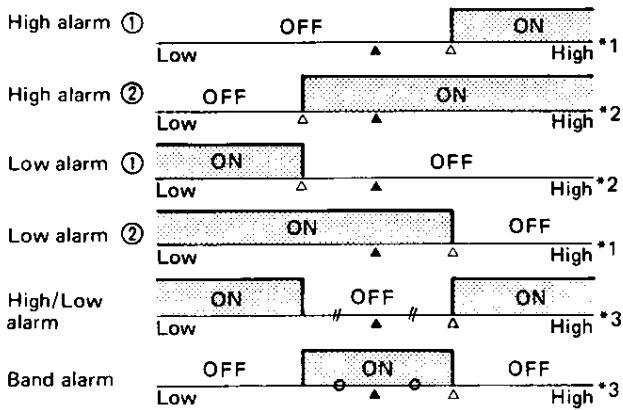 High alarm ① OFF ON
Low ▲ △ High *1
High alarm ② OFF ON
Low △ ▲ High *2
Low alarm ① ON OFF
Low △ ▲ High *2
Low alarm ② ON OFF
Low ▲ △ High *1
High/Low alarm ON OFF ON
Low ▲ △ High *3
Band alarm OFF ON OFF
Low ▲ △ High *3